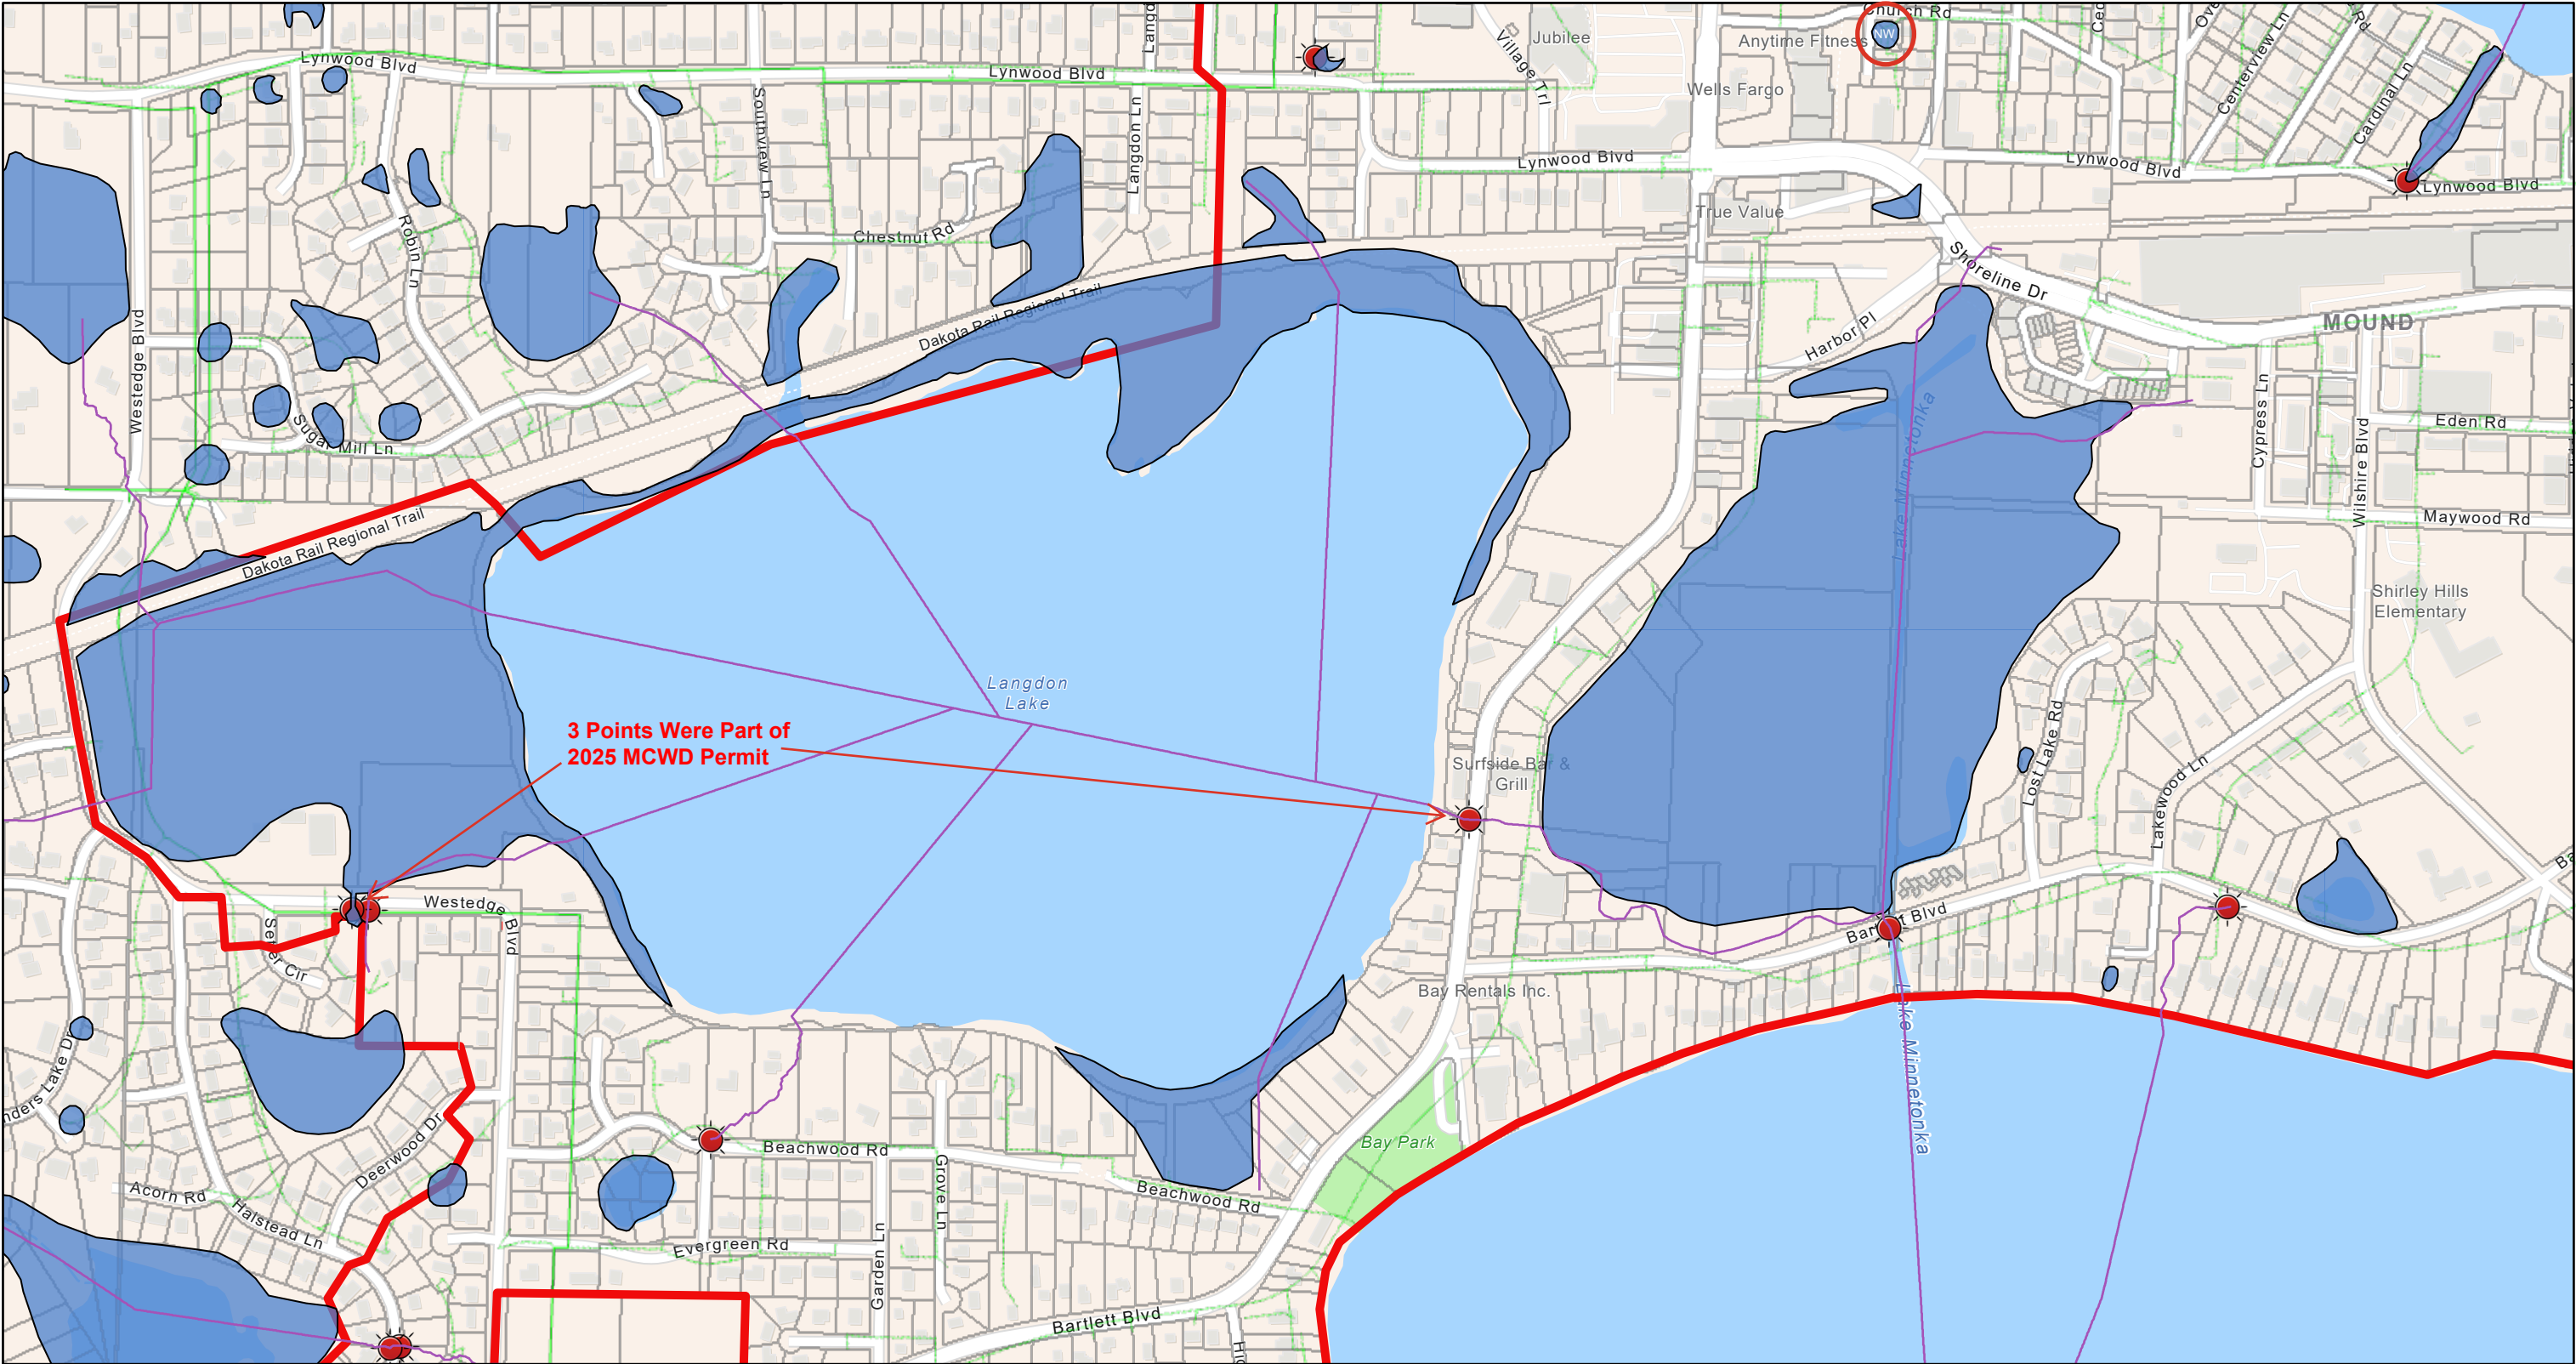 Church Rd
NW
Anytime Fitness
Jubilee
Village Trl
Wells Fargo
Centerview Ln
Cardinal Ln
Rd
Lynwood Blvd
Lynwood Blvd
Southview Ln
Langdon Ln
Lynwood Blvd
Lynwood Blvd
Lynwood Blvd
True Value
Robin Ln
Chestnut Rd
Shoreline Dr
Dakota Rail Regional Trail
Westedge Blvd
Harbor Pl
MOUND
Sugar Mill Ln
Lake Minnetonka
Cypress Ln
Wilshire Blvd
Eden Rd
Maywood Rd
Dakota Rail Regional Trail
Shirley Hills
Elementary
Langdon
Lake
3 Points Were Part of
2025 MCWD Permit
Surfside Bar &
Grill
Lost Lake Rd
Lakewood Ln
Westedge Blvd
Bay Rentals Inc.
Lake Minnetonka
Bay Park
Deerwood Dr
Beachwood Rd
Beachwood Rd
Acorn Rd
Halstead Ln
Grove Ln
Evergreen Rd
Garden Ln
Bartlett Blvd